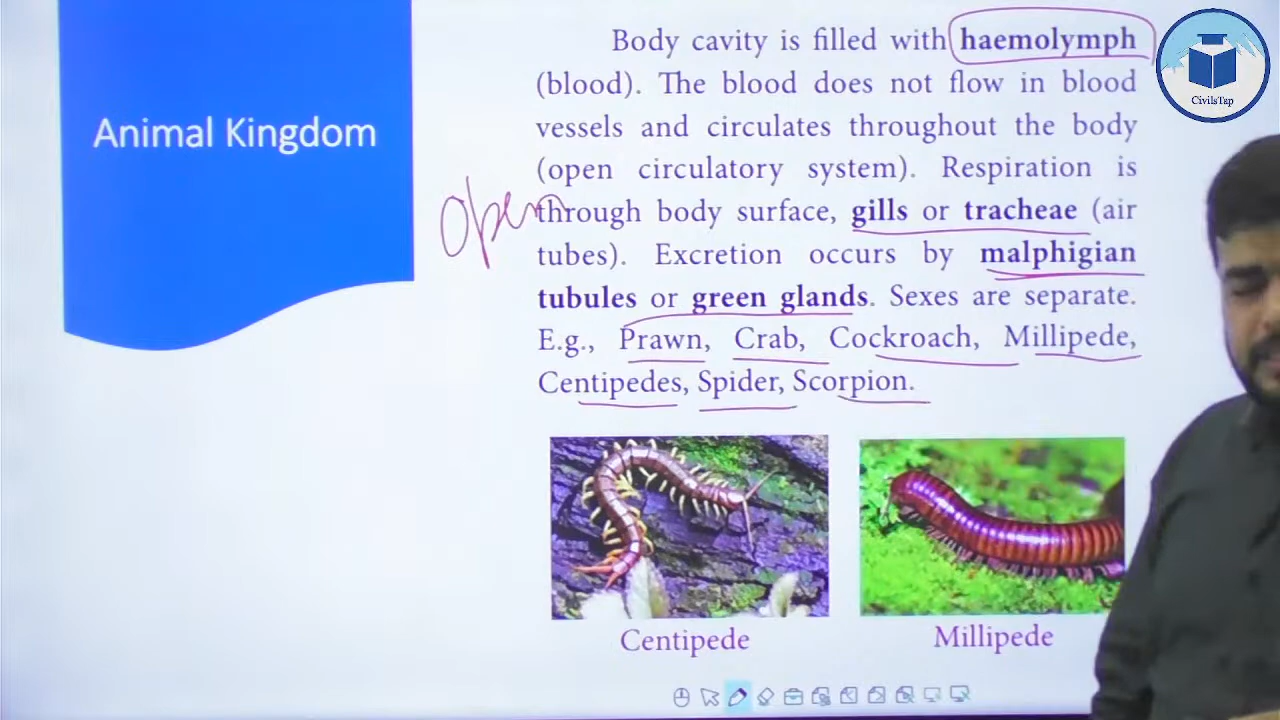 Animal Kingdom
Body cavity is filled with haemolymph
(blood). The blood does not flow in blood
vessels and circulates throughout the body
(open circulatory system). Respiration is
through body surface, gills or tracheae (air
tubes). Excretion occurs by malphigian
tubules or green glands. Sexes are separate.
E.g., Prawn, Crab, Cockroach, Millipede,
Centipedes, Spider, Scorpion.
Open
Centipede
Millipede
CivilsTap